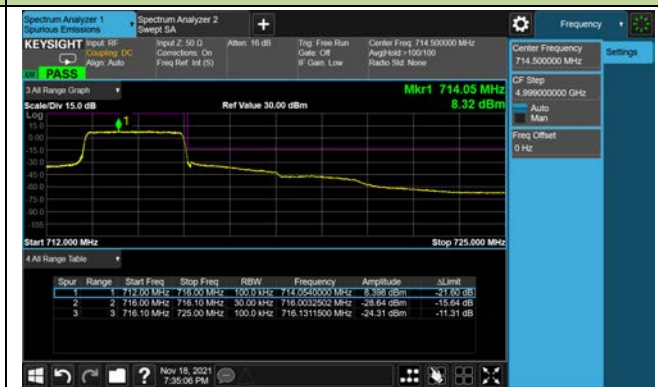 Spectrum Analyzer 1
Spurious Emissions
Spectrum Analyzer 2
Swept SA
+
Frequency
KEYSIGHT
Input: RF
Coupling: DC
Align: Auto
Input Z: 50 Ω
Corrections: On
Freq Ref: Int (S)
Atten: 16 dB
Trig: Free Run
Gate: Off
IF Gain: Low
Center Freq: 714.500000 MHz
Avg|Hold:>100/100
Radio Std: None
PASS
Center Frequency
714.500000 MHz
Settings
CF Step
4.999000000 GHz
Auto
Man
Freq Offset
0 Hz
3 All Range Graph
Mkr1 714.05 MHz
Scale/Div 15.0 dB
Ref Value 30.00 dBm
8.32 dBm
Log
15.0
0.00
-15.0
-30.0
-45.0
-60.0
-75.0
-90.0
-105
1
Start 712.000 MHz
Stop 725.000 MHz
4 All Range Table
Spur Range Start Freq Stop Freq RBW Frequency Amplitude ΔLimit
1 1 712.00 MHz 716.00 MHz 100.0 kHz 714.0540000 MHz 8.398 dBm -21.60 dB
2 2 716.00 MHz 716.10 MHz 30.00 kHz 716.0032502 MHz -28.64 dBm -15.64 dB
3 3 716.10 MHz 725.00 MHz 100.0 kHz 716.1311500 MHz -24.31 dBm -11.31 dB
?
Nov 18, 2021
7:35:06 PM